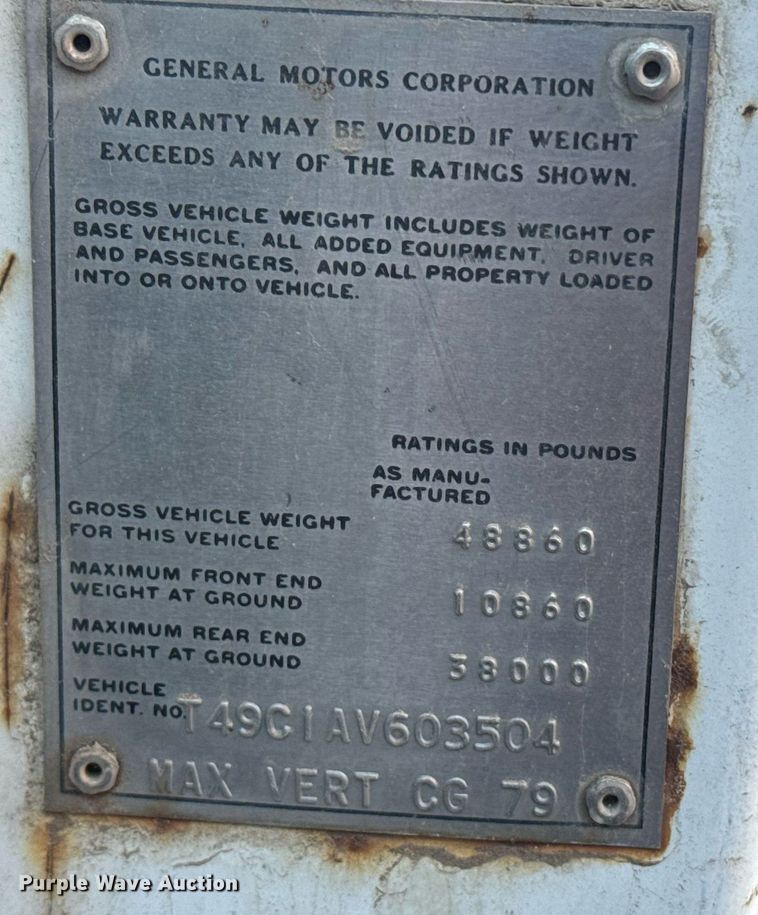 GENERAL MOTORS CORPORATION
WARRANTY MAY BE VOIDED IF WEIGHT
EXCEEDS ANY OF THE RATINGS SHOWN.
GROSS VEHICLE WEIGHT INCLUDES WEIGHT OF
BASE VEHICLE, ALL ADDED EQUIPMENT, DRIVER
AND PASSENGERS, AND ALL PROPERTY LOADED
INTO OR ONTO VEHICLE.
RATINGS IN POUNDS
AS MANU-
FACTURED
GROSS VEHICLE WEIGHT
FOR THIS VEHICLE 48860
MAXIMUM FRONT END
WEIGHT AT GROUND 10860
MAXIMUM REAR END
WEIGHT AT GROUND 38000
VEHICLE
IDENT. NO. T49C1AV603504
MAX VERT CG 79
Purple Wave Auction